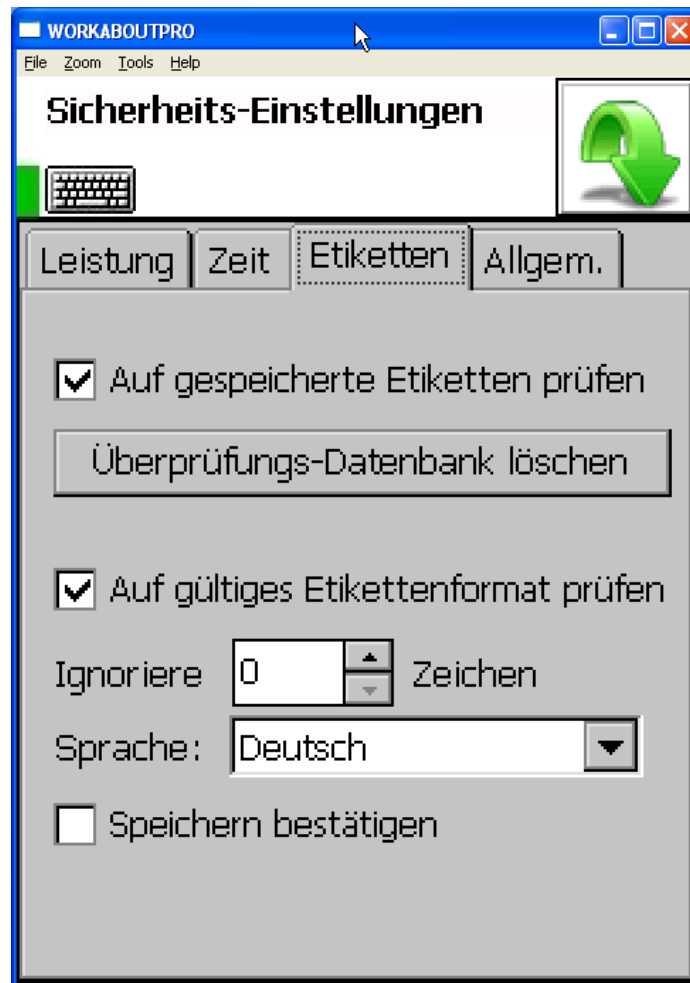 WORKABOUTPRO
File Zoom Tools Help
Sicherheits-Einstellungen
Leistung Zeit Etiketten Allgem.
Auf gespeicherte Etiketten prüfen
Überprüfungs-Datenbank löschen
Auf gültiges Etikettenformat prüfen
Ignoriere 0 Zeichen
Sprache: Deutsch
Speichern bestätigen